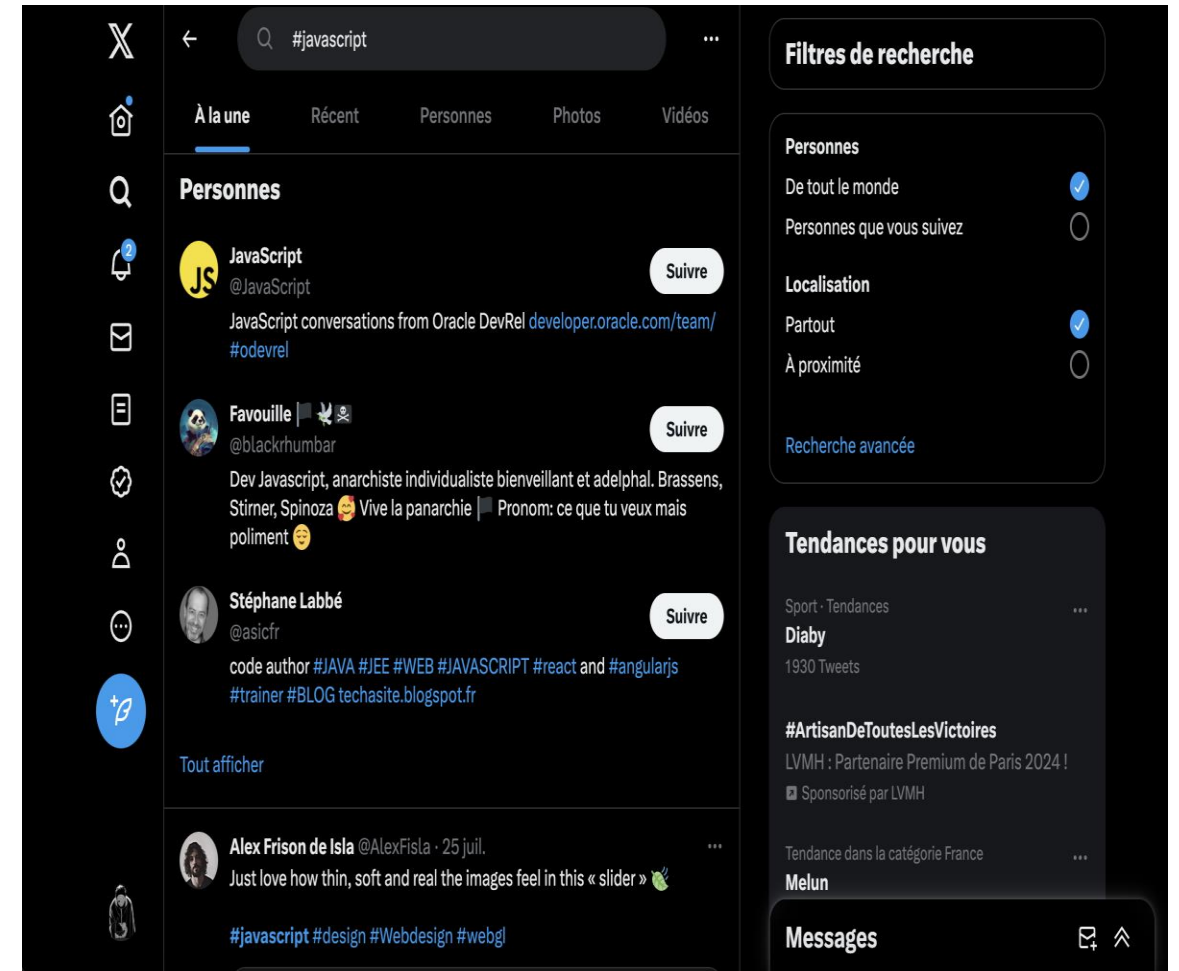 #javascript
À la une
Récent
Personnes
Photos
Vidéos
Personnes
JavaScript
@JavaScript
Suivre
JavaScript conversations from Oracle DevRel developer.oracle.com/team/
#odevrel
Favouille
@blackrhumbar
Suivre
Dev Javascript, anarchiste individualiste bienveillant et adelphal. Brassens,
Stirner, Spinoza 🥰 Vive la panarchie 🏴 Pronom: ce que tu veux mais
poliment 😌
Stéphane Labbé
@asicfr
Suivre
code author #JAVA #JEE #WEB #JAVASCRIPT #react and #angularjs
#trainer #BLOG techasite.blogspot.fr
Tout afficher
Alex Frison de Isla @AlexFisla · 25 juil.
Just love how thin, soft and real the images feel in this « slider »
#javascript #design #Webdesign #webgl
2
JS
Filtres de recherche
Personnes
De tout le monde
Personnes que vous suivez
Localisation
Partout
À proximité
Recherche avancée
Tendances pour vous
Sport · Tendances
Diaby
1930 Tweets
#ArtisanDeToutesLesVictoires
LVMH : Partenaire Premium de Paris 2024 !
Sponsorisé par LVMH
Tendance dans la catégorie France
Melun
Messages